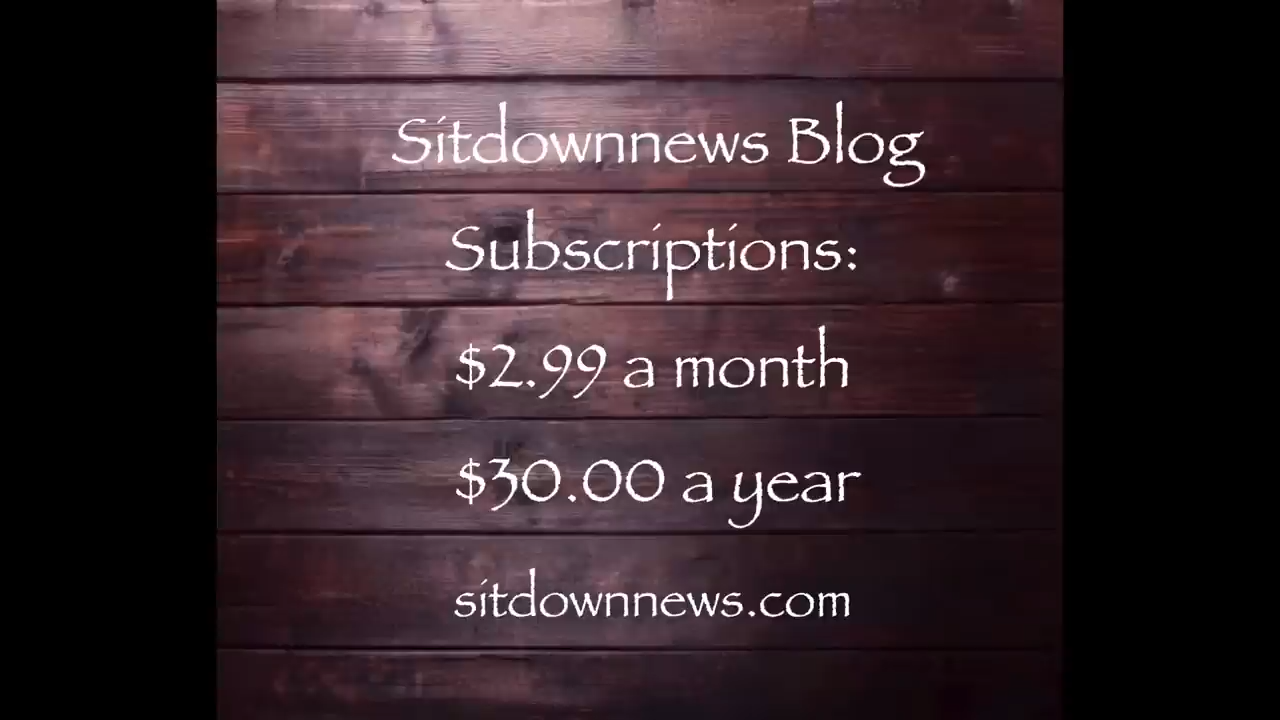 Sitdownnews Blog
Subscriptions:
$2.99 a month
$30.00 a year
sitdownnews.com